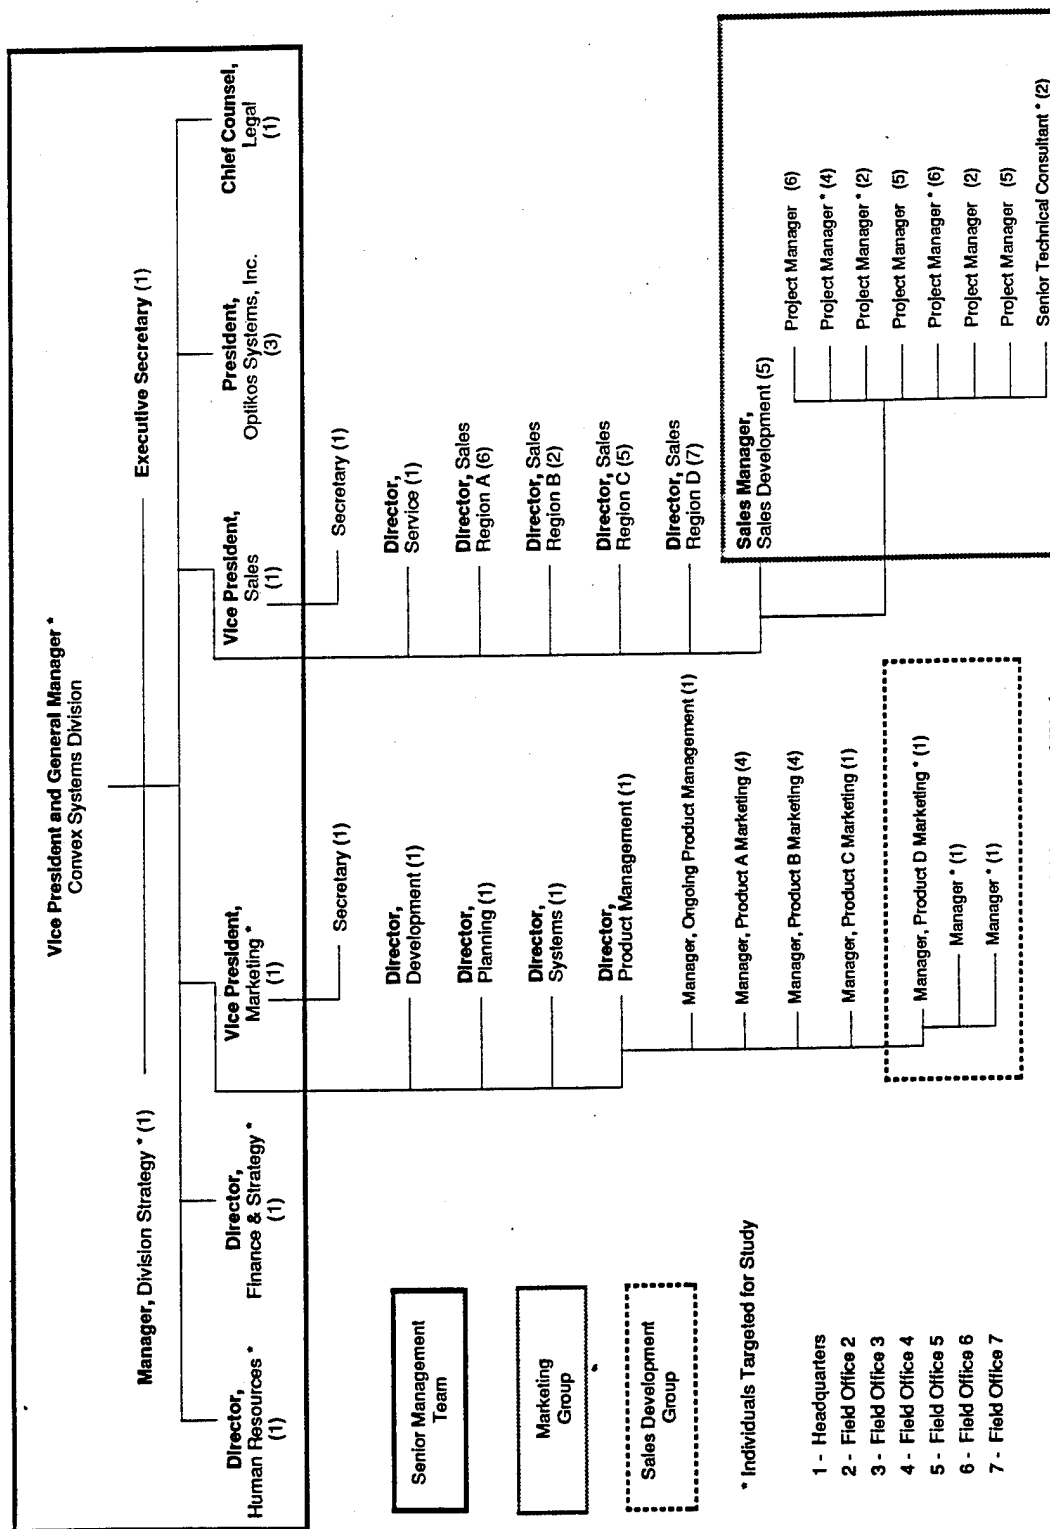 Vice President and General Manager *
Convex Systems Division
Manager, Division Strategy * (1)
Executive Secretary (1)
Director,
Human Resources *
(1)
Director,
Finance & Strategy *
(1)
Vice President,
Marketing *
(1)
Vice President,
Sales
(1)
President,
Optikos Systems, Inc.
(3)
Chief Counsel,
Legal
(1)
Secretary (1)
Director,
Development (1)
Director,
Planning (1)
Director,
Systems (1)
Director,
Product Management (1)
Manager, Ongoing Product Management (1)
Manager, Product A Marketing (4)
Manager, Product B Marketing (4)
Manager, Product C Marketing (1)
Manager, Product D Marketing * (1)
Manager * (1)
Manager * (1)
Secretary (1)
Director,
Service (1)
Director, Sales
Region A (6)
Director, Sales
Region B (2)
Director, Sales
Region C (5)
Director, Sales
Region D (7)
Sales Manager,
Sales Development (5)
Project Manager (6)
Project Manager * (4)
Project Manager * (2)
Project Manager (5)
Project Manager * (6)
Project Manager (2)
Project Manager (5)
Senior Technical Consultant * (2)
Senior Management
Team
Marketing
Group
Sales Development
Group
* Individuals Targeted for Study
1 - Headquarters
2 - Field Office 2
3 - Field Office 3
4 - Field Office 4
5 - Field Office 5
6 - Field Office 6
7 - Field Office 7